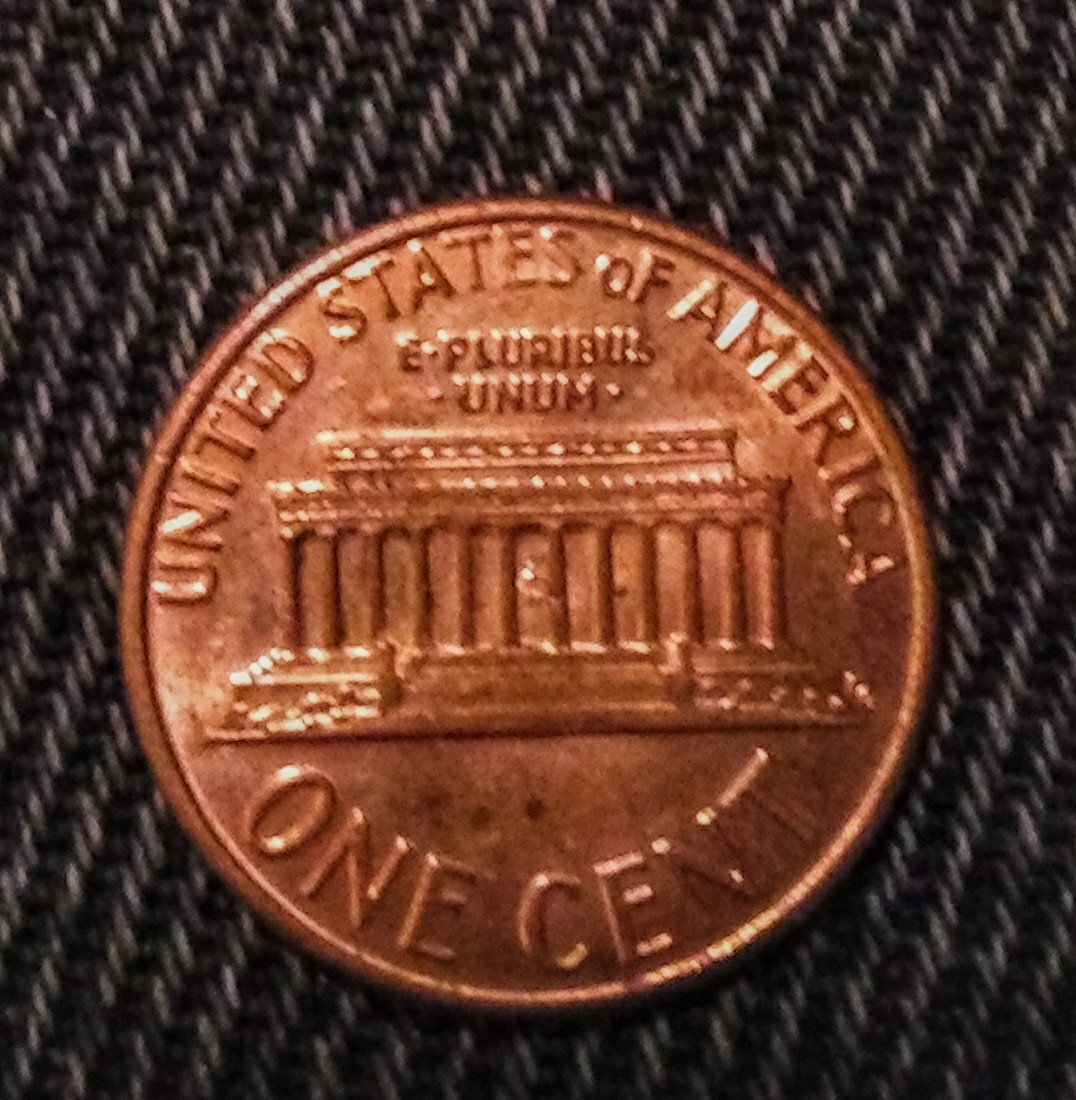 UNITED STATES OF AMERICA
E·PLURIBUS
·UNUM·
ONE CENT